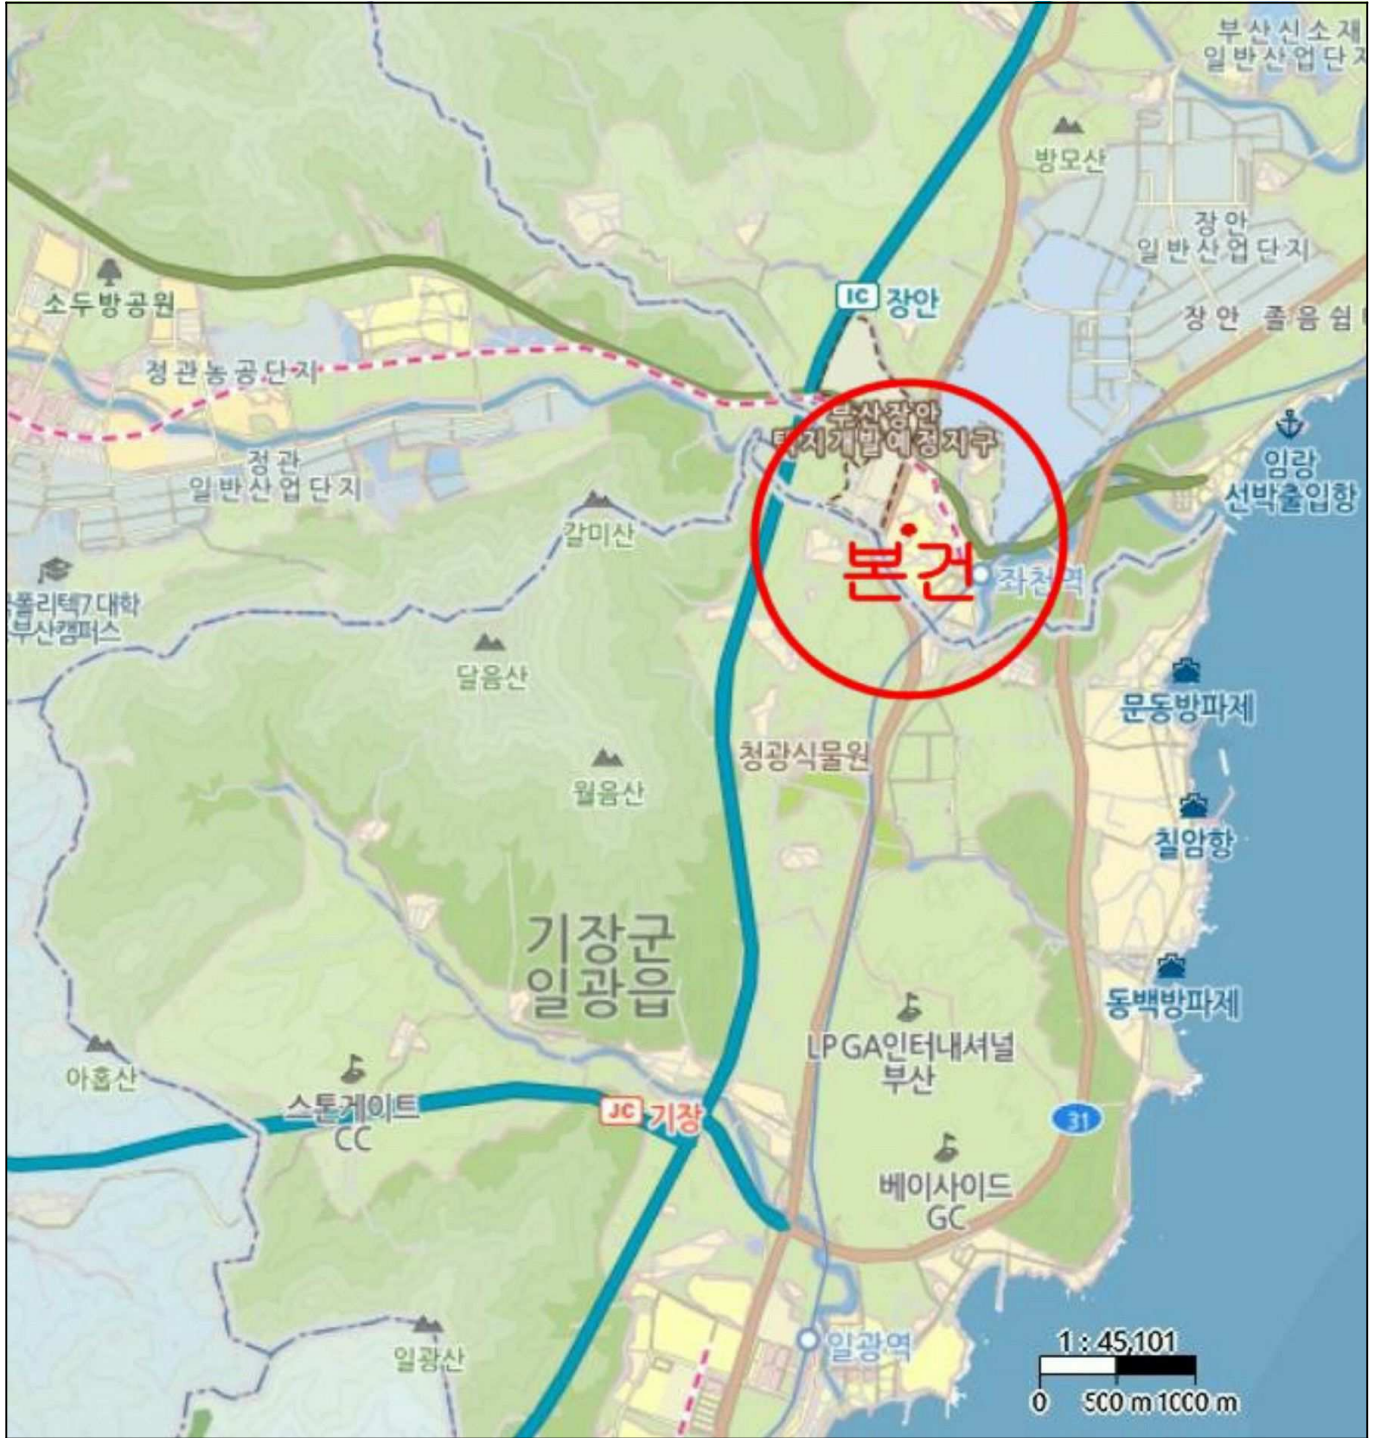 부산신소재
일반산업단지
방모산
장안
일반산업단지
소두방공원
IC 장안
장안 졸음쉼
정관농공단지
부산장안
택지개발예정지구
임랑
선박출입항
정관
일반산업단지
갈미산
본건
좌천역
폴리텍7대학
부산캠퍼스
달음산
문동방파제
청광식물원
월음산
칠암항
기장군
일광읍
동백방파제
LPGA인터내셔널
부산
아홉산
스톤게이트
CC
JC 기장
31
베이사이드
GC
일광산
일광역
1 : 45,101
0 500 m 1000 m